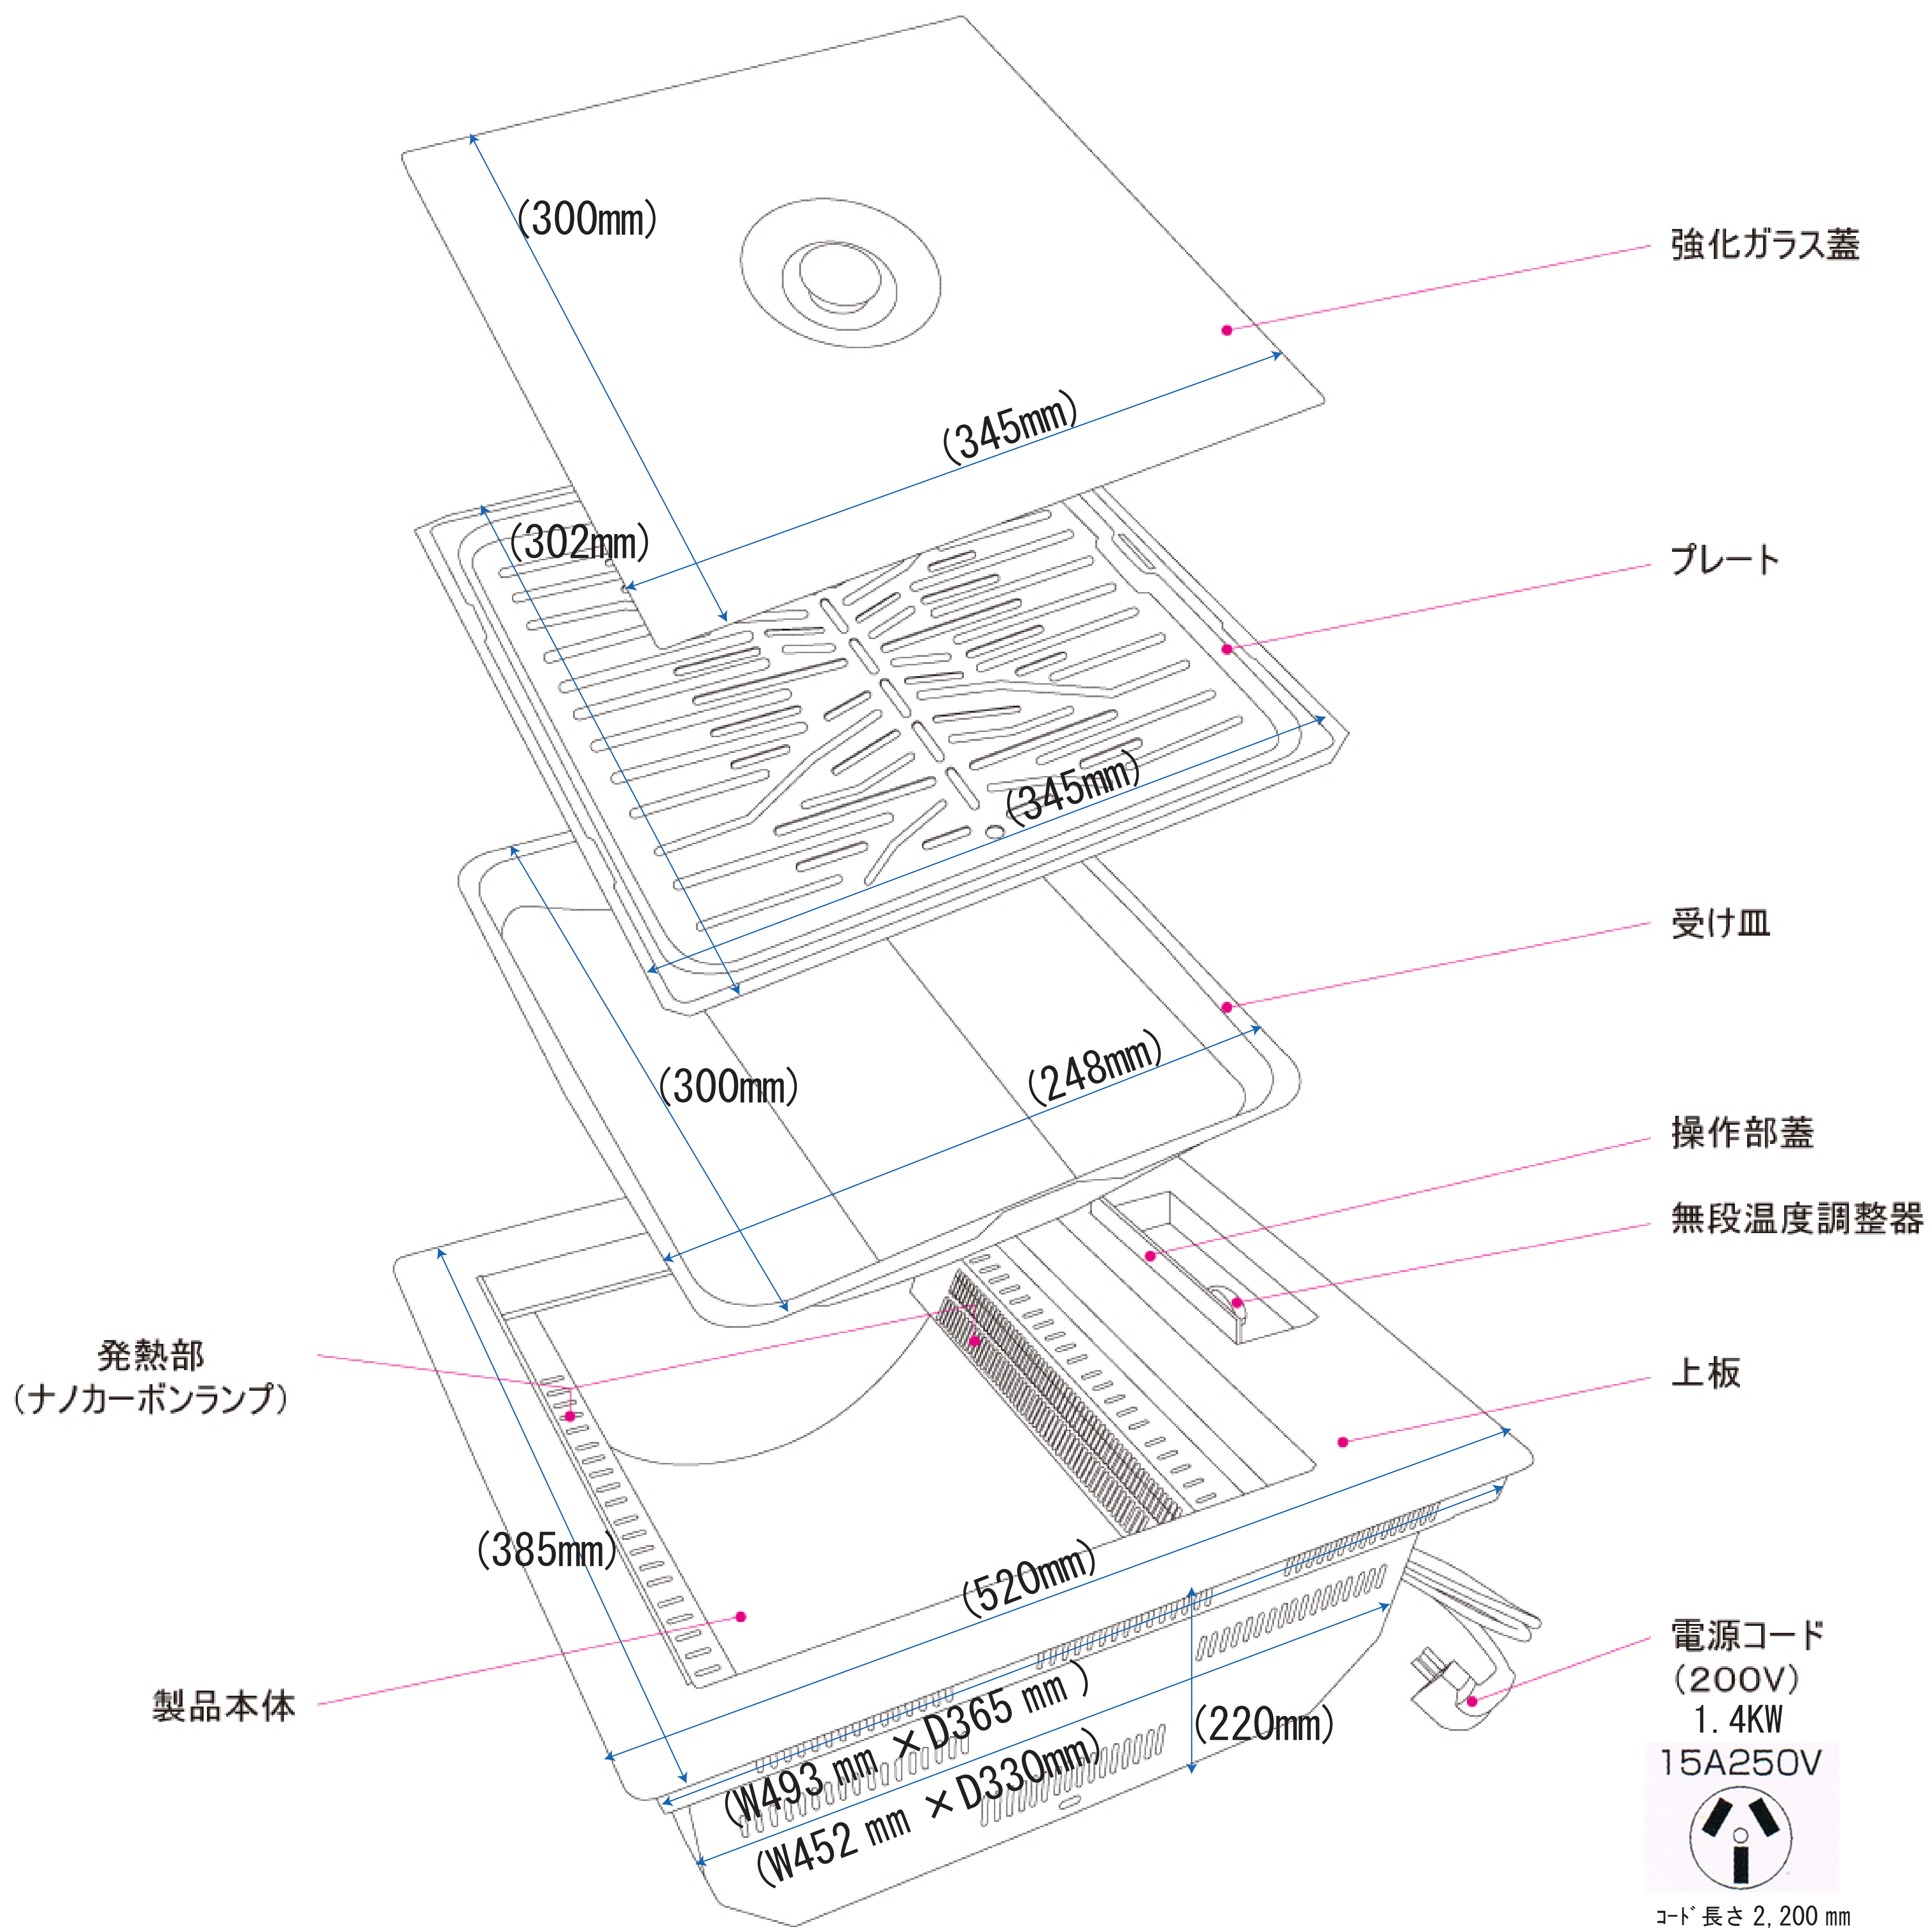 (300mm)
強化ガラス蓋
(345mm)
(302mm)
プレート
(345mm)
受け皿
(300mm)
(248mm)
操作部蓋
無段温度調整器
発熱部
(ナノカーボンランプ)
上板
(385mm)
(520mm)
製品本体
電源コード
(200V)
1.4KW
(W493 mm ×D365 mm )
(220mm)
(W452 mm ×D330mm)
15A250V
コード長さ 2,200 mm